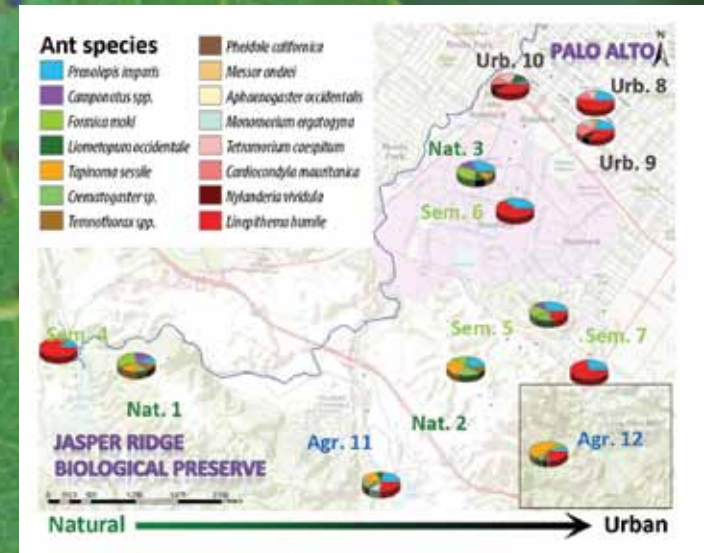 Ant species
Prenolepis imparis
Camponotus spp.
Formica moki
Liometopum occidentale
Tapinoma sessile
Crematogaster sp.
Temnothorax spp.
Pheidole californica
Messor andrei
Aphaenogaster occidentalis
Monomorium ergatogyna
Tetramorium caespitum
Cardiocondyla mauritanica
Nylanderia vividula
Linepithema humile
PALO ALTO
N
Urb. 10
Urb. 8
Urb. 9
Nat. 3
Sem. 6
Sem. 4
Sem. 5
Sem. 7
Nat. 1
Nat. 2
Agr. 11
Agr. 12
JASPER RIDGE
BIOLOGICAL PRESERVE
Natural
Urban